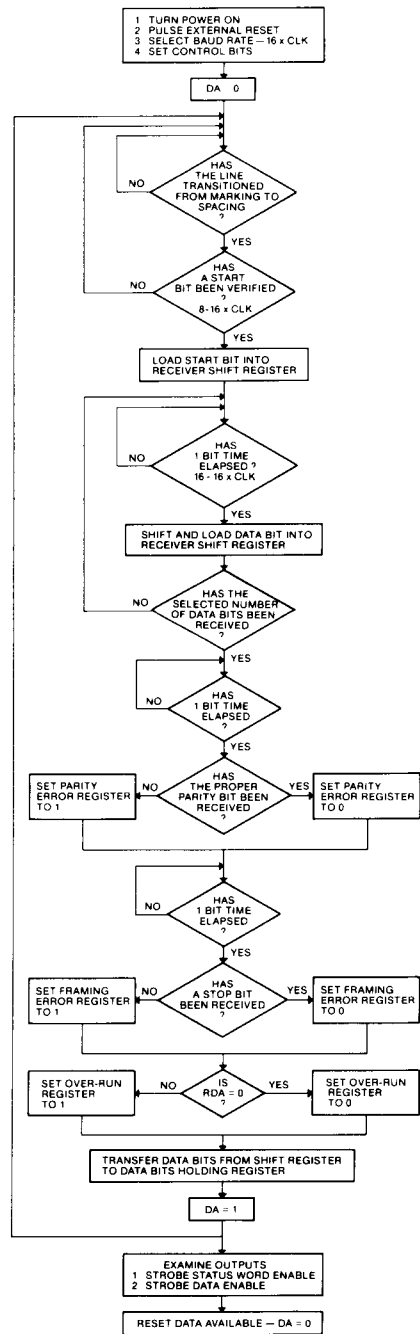 1 TURN POWER ON
2 PULSE EXTERNAL RESET
3 SELECT BAUD RATE — 16 x CLK
4 SET CONTROL BITS
DA 0
HAS
THE LINE
TRANSITIONED
FROM MARKING TO
SPACING
?
NO
YES
HAS
A START
BIT BEEN VERIFIED
?
8-16 x CLK
NO
YES
LOAD START BIT INTO
RECEIVER SHIFT REGISTER
HAS
1 BIT TIME
ELAPSED ?
16 - 16 x CLK
NO
YES
SHIFT AND LOAD DATA BIT INTO
RECEIVER SHIFT REGISTER
HAS THE
SELECTED NUMBER
OF DATA BITS BEEN
RECEIVED
?
NO
YES
HAS
1 BIT TIME
ELAPSED
?
NO
YES
HAS
THE PROPER
PARITY BIT BEEN
RECEIVED
?
NO
YES
SET PARITY
ERROR REGISTER
TO 1
SET PARITY
ERROR REGISTER
TO 0
HAS
1 BIT TIME
ELAPSED
?
NO
YES
HAS
A STOP BIT
BEEN RECEIVED
?
NO
YES
SET FRAMING
ERROR REGISTER
TO 1
SET FRAMING
ERROR REGISTER
TO 0
IS
RDA = 0
?
NO
YES
SET OVER-RUN
REGISTER
TO 1
SET OVER-RUN
REGISTER
TO 0
TRANSFER DATA BITS FROM SHIFT REGISTER
TO DATA BITS HOLDING REGISTER
DA = 1
EXAMINE OUTPUTS
1 STROBE STATUS WORD ENABLE
2 STROBE DATA ENABLE
RESET DATA AVAILABLE — DA = 0